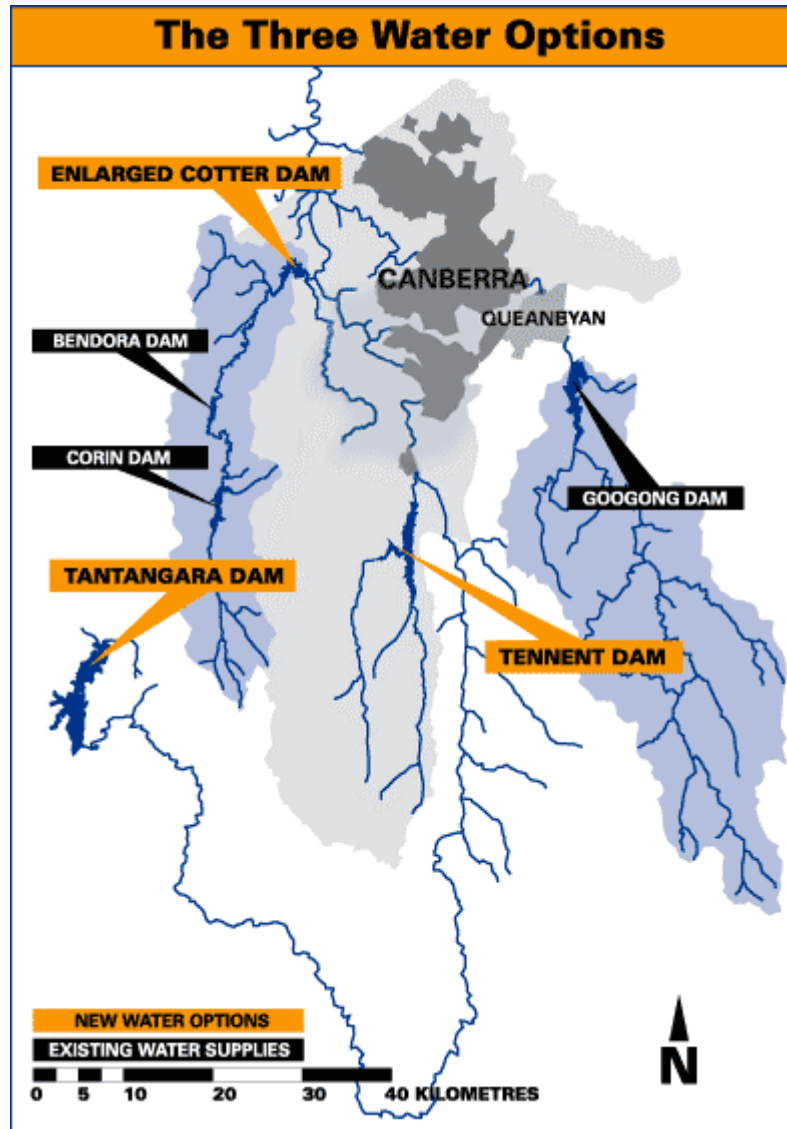 The Three Water Options
ENLARGED COTTER DAM
CANBERRA
QUEANBYAN
BENDORA DAM
CORIN DAM
GOOGONG DAM
TANTANGARA DAM
TENNENT DAM
NEW WATER OPTIONS
EXISTING WATER SUPPLIES
0 5 10 20 30 40 KILOMETRES
N